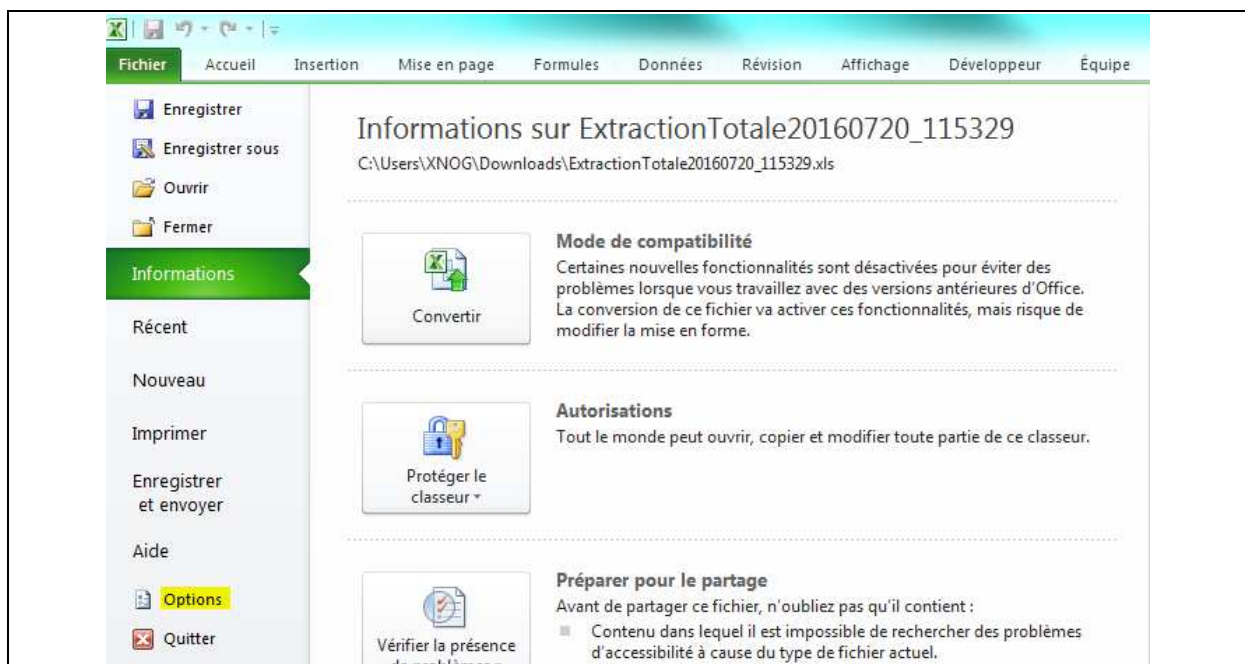 Fichier Accueil Insertion Mise en page Formules Données Révision Affichage Développeur Équipe
Enregistrer
Enregistrer sous
Ouvrir
Fermer
Informations
Récent
Nouveau
Imprimer
Enregistrer
et envoyer
Aide
Options
Quitter
Informations sur ExtractionTotale20160720_115329
C:\Users\XNOG\Downloads\ExtractionTotale20160720_115329.xls
Convertir
Mode de compatibilité
Certaines nouvelles fonctionnalités sont désactivées pour éviter des
problèmes lorsque vous travaillez avec des versions antérieures d'Office.
La conversion de ce fichier va activer ces fonctionnalités, mais risque de
modifier la mise en forme.
Protéger le
classeur
Autorisations
Tout le monde peut ouvrir, copier et modifier toute partie de ce classeur.
Vérifier la présence
Préparer pour le partage
Avant de partager ce fichier, n'oubliez pas qu'il contient :
Contenu dans lequel il est impossible de rechercher des problèmes
d'accessibilité à cause du type de fichier actuel.